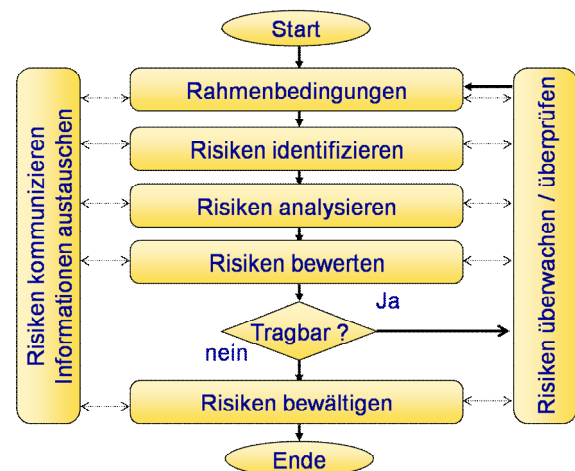 Start
Rahmenbedingungen
Risiken identifizieren
Risiken analysieren
Risiken bewerten
Ja
Tragbar ?
nein
Risiken bewältigen
Ende
Risiken kommunizieren
Informationen austauschen
Risiken überwachen / überprüfen